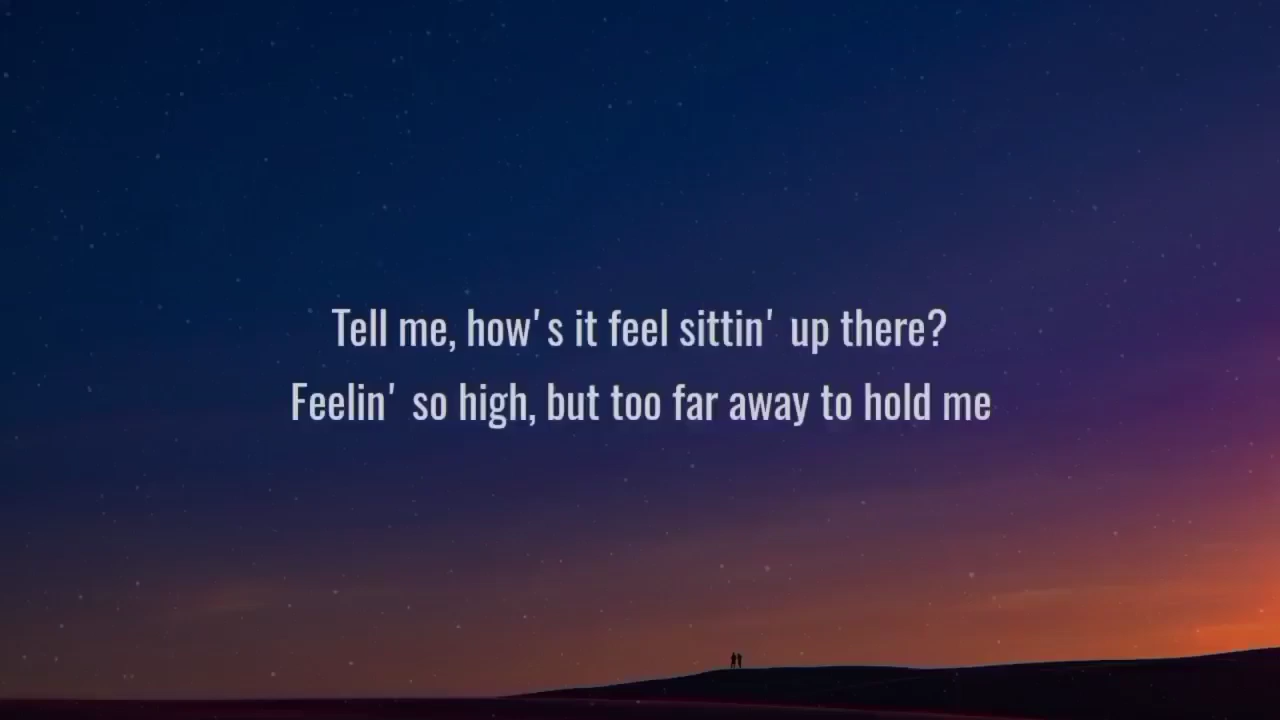 Tell me, how's it feel sittin' up there?
Feelin' so high, but too far away to hold me